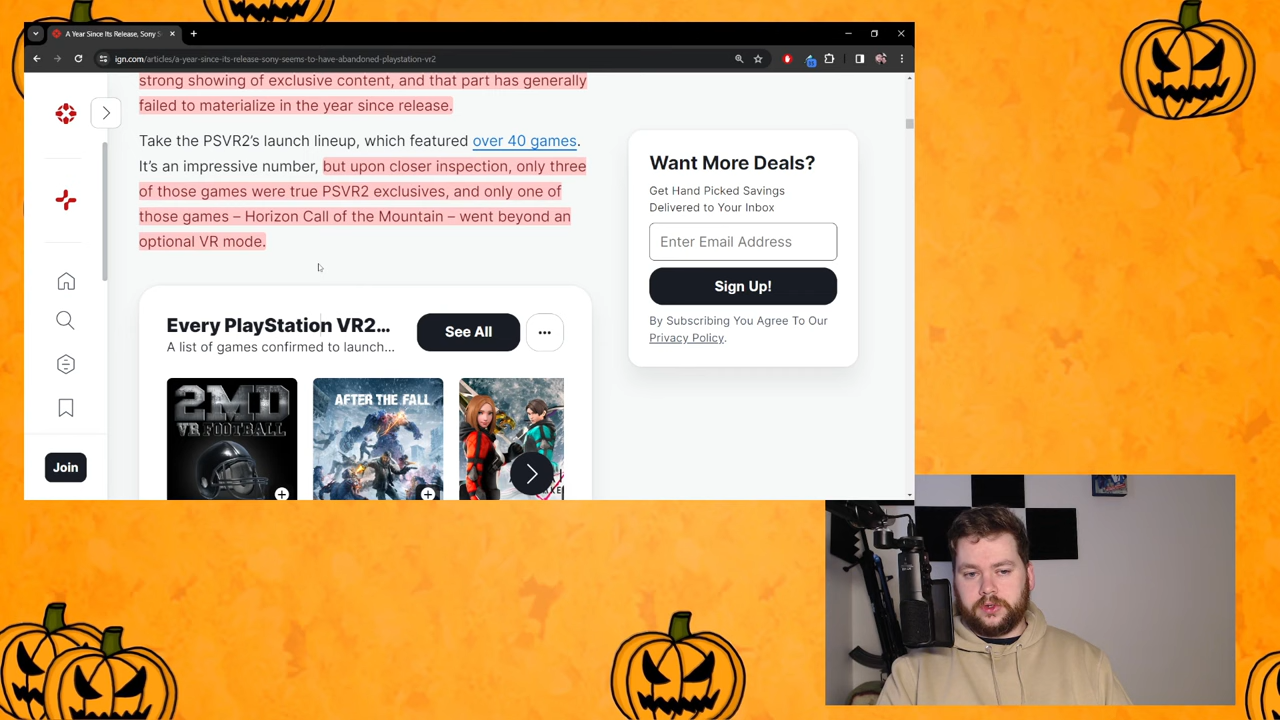 A Year Since Its Release, Sony S
ign.com/articles/a-year-since-its-release-sony-seems-to-have-abandoned-playstation-vr2
strong showing of exclusive content, and that part has generally
failed to materialize in the year since release.
Take the PSVR2's launch lineup, which featured over 40 games.
It's an impressive number, but upon closer inspection, only three
of those games were true PSVR2 exclusives, and only one of
those games – Horizon Call of the Mountain – went beyond an
optional VR mode.
Want More Deals?
Get Hand Picked Savings
Delivered to Your Inbox
Enter Email Address
Sign Up!
By Subscribing You Agree To Our
Privacy Policy.
Every PlayStation VR2...
A list of games confirmed to launch...
See All
2MD
VR FOOTBALL
AFTER THE FALL
Join